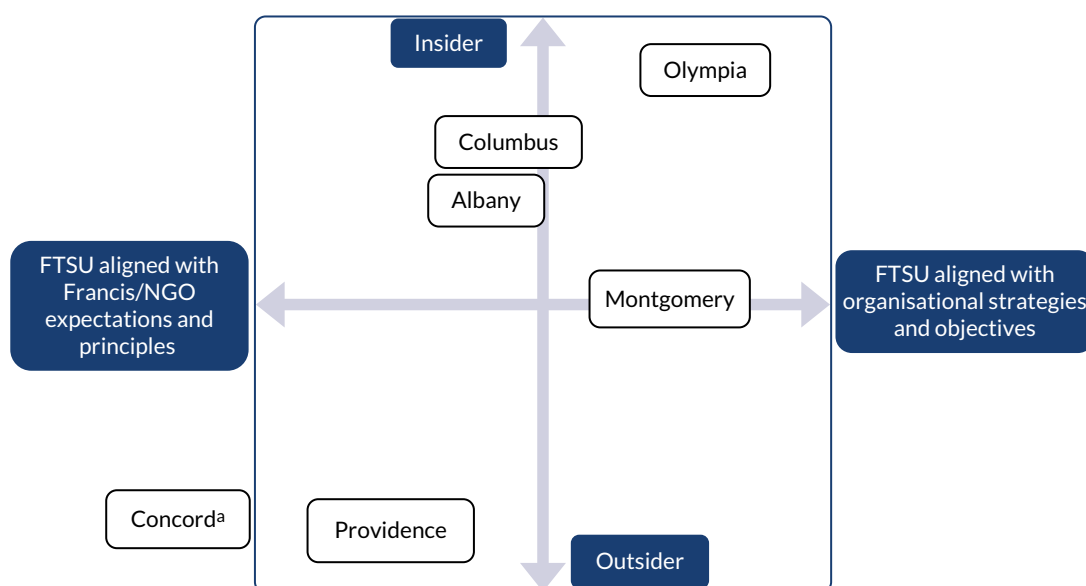 Insider
Olympia
Columbus
Albany
FTSU aligned with
Francis/NGO
expectations and
principles
Montgomery
FTSU aligned with
organisational strategies
and objectives
Concordᵃ
Providence
Outsider